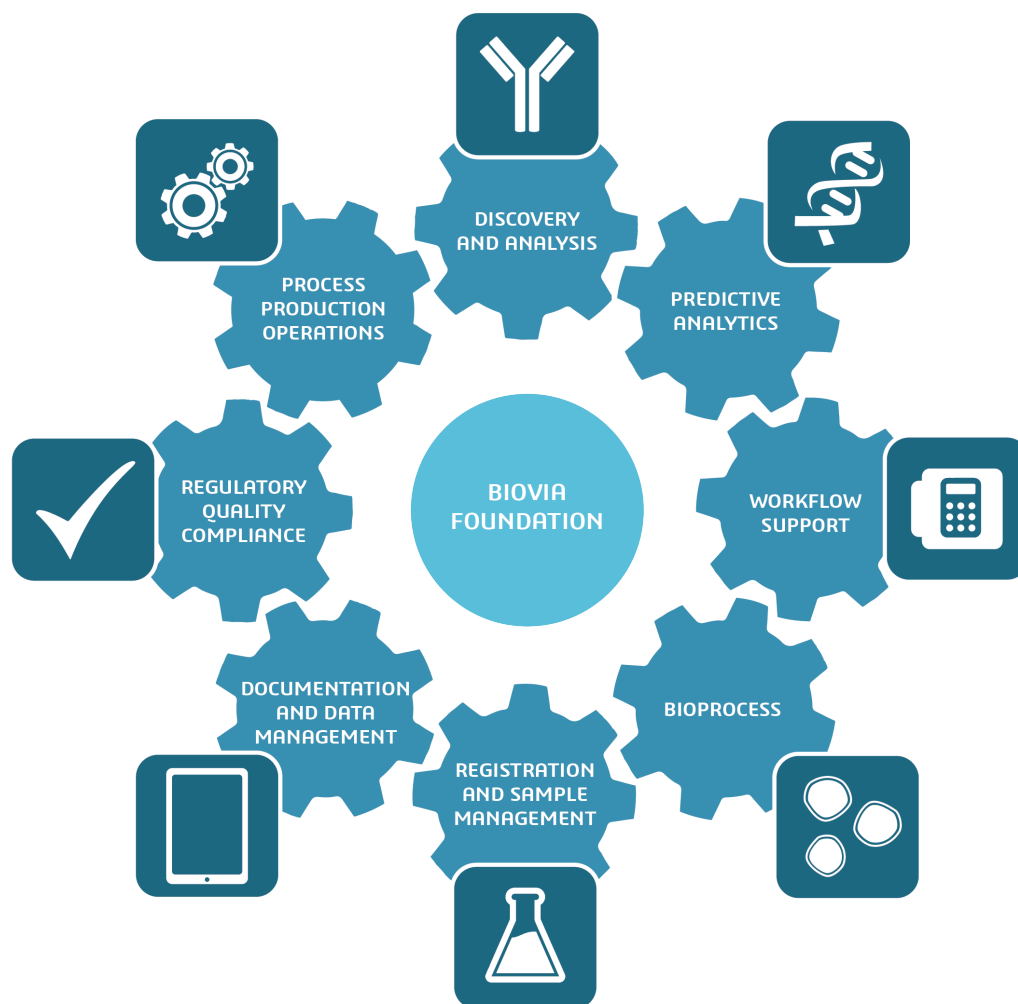 DISCOVERY
AND ANALYSIS
PREDICTIVE
ANALYTICS
WORKFLOW
SUPPORT
BIOPROCESS
REGISTRATION
AND SAMPLE
MANAGEMENT
DOCUMENTATION
AND DATA
MANAGEMENT
REGULATORY
QUALITY
COMPLIANCE
PROCESS
PRODUCTION
OPERATIONS
BIOVIA
FOUNDATION